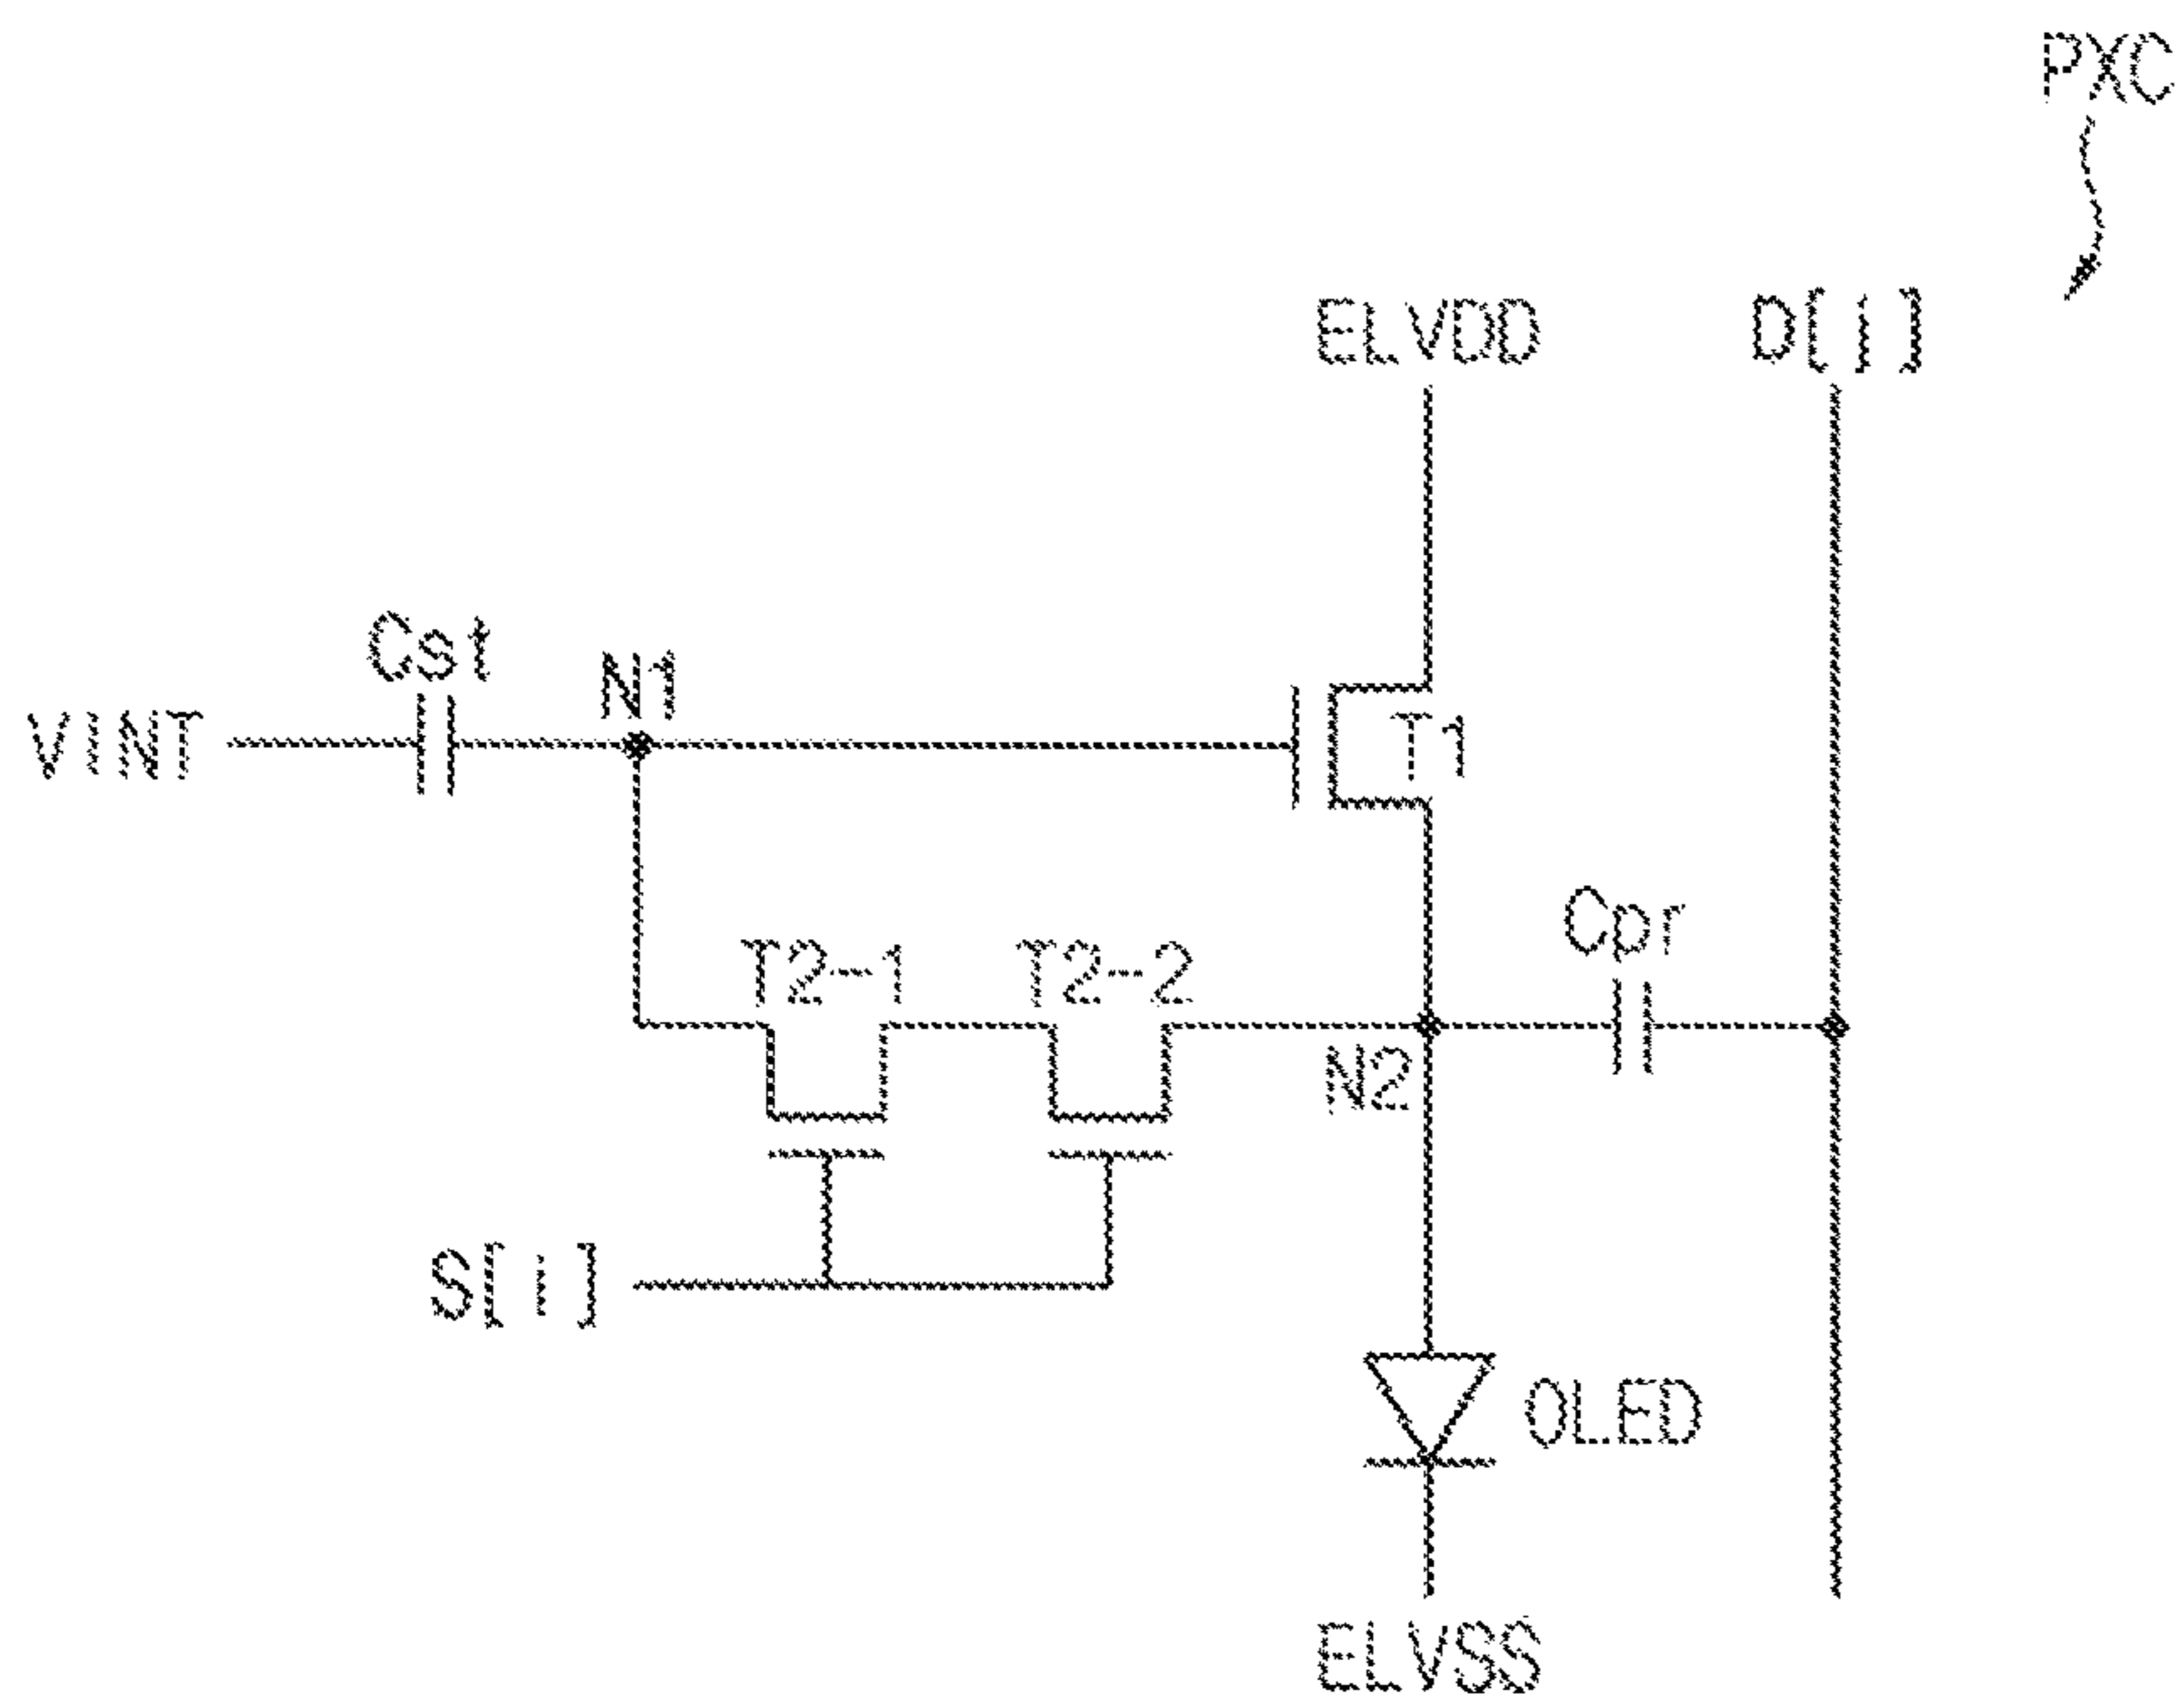 PXC
ELVDD
D[j]
Cst
N1
VINT
T1
Cpr
T2-1
T2-2
N2
S[i]
OLED
ELVSS